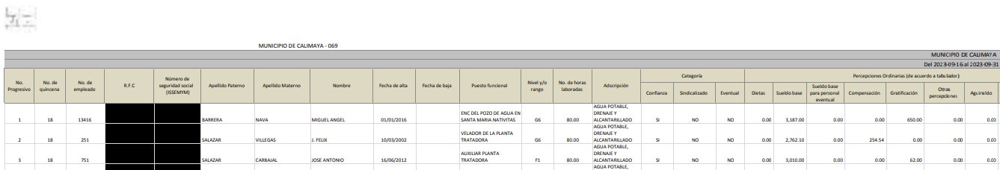 MUNICIPIO DE CALIMAYA - 069
MUNICIPIO DE CALIMAYA
Del 2023-09-16 al 2023-09-31
No. Progresivo No. de quincena No. de empleado R.F.C Número de seguridad social (ISSEMYM) Apellido Paterno Apellido Materno Nombre Fecha de alta Fecha de baja Puesto funcional Nivel y/o rango No. de horas laboradas Adscripción Categoría Percepciones Ordinarias (de acuerdo a tabulador)
Confianza Sindicalizado Eventual Dietas Sueldo base Sueldo base para personal eventual Compensación Gratificación Otras percepciones Aguinaldo
1 18 13416 BARRERA NAVA MIGUEL ANGEL 01/01/2016 ENC DEL POZO DE AGUA EN SANTA MARIA NATIVITAS G6 80.00 AGUA POTABLE, DRENAJE Y ALCANTARILLADO SI NO NO 0.00 3,187.00 0.00 0.00 650.00 0.00 0.00
2 18 251 SALAZAR VILLEGAS J. FELIX 10/03/2002 VELADOR DE LA PLANTA TRATADORA G6 80.00 AGUA POTABLE, DRENAJE Y ALCANTARILLADO SI NO NO 0.00 2,762.10 0.00 254.54 0.00 0.00 0.00
3 18 751 SALAZAR CARBAJAL JOSE ANTONIO 16/06/2012 AUXILIAR PLANTA TRATADORA F1 80.00 AGUA POTABLE, DRENAJE Y ALCANTARILLADO SI NO NO 0.00 3,010.00 0.00 0.00 62.00 0.00 0.00
AGUA POTABLE,